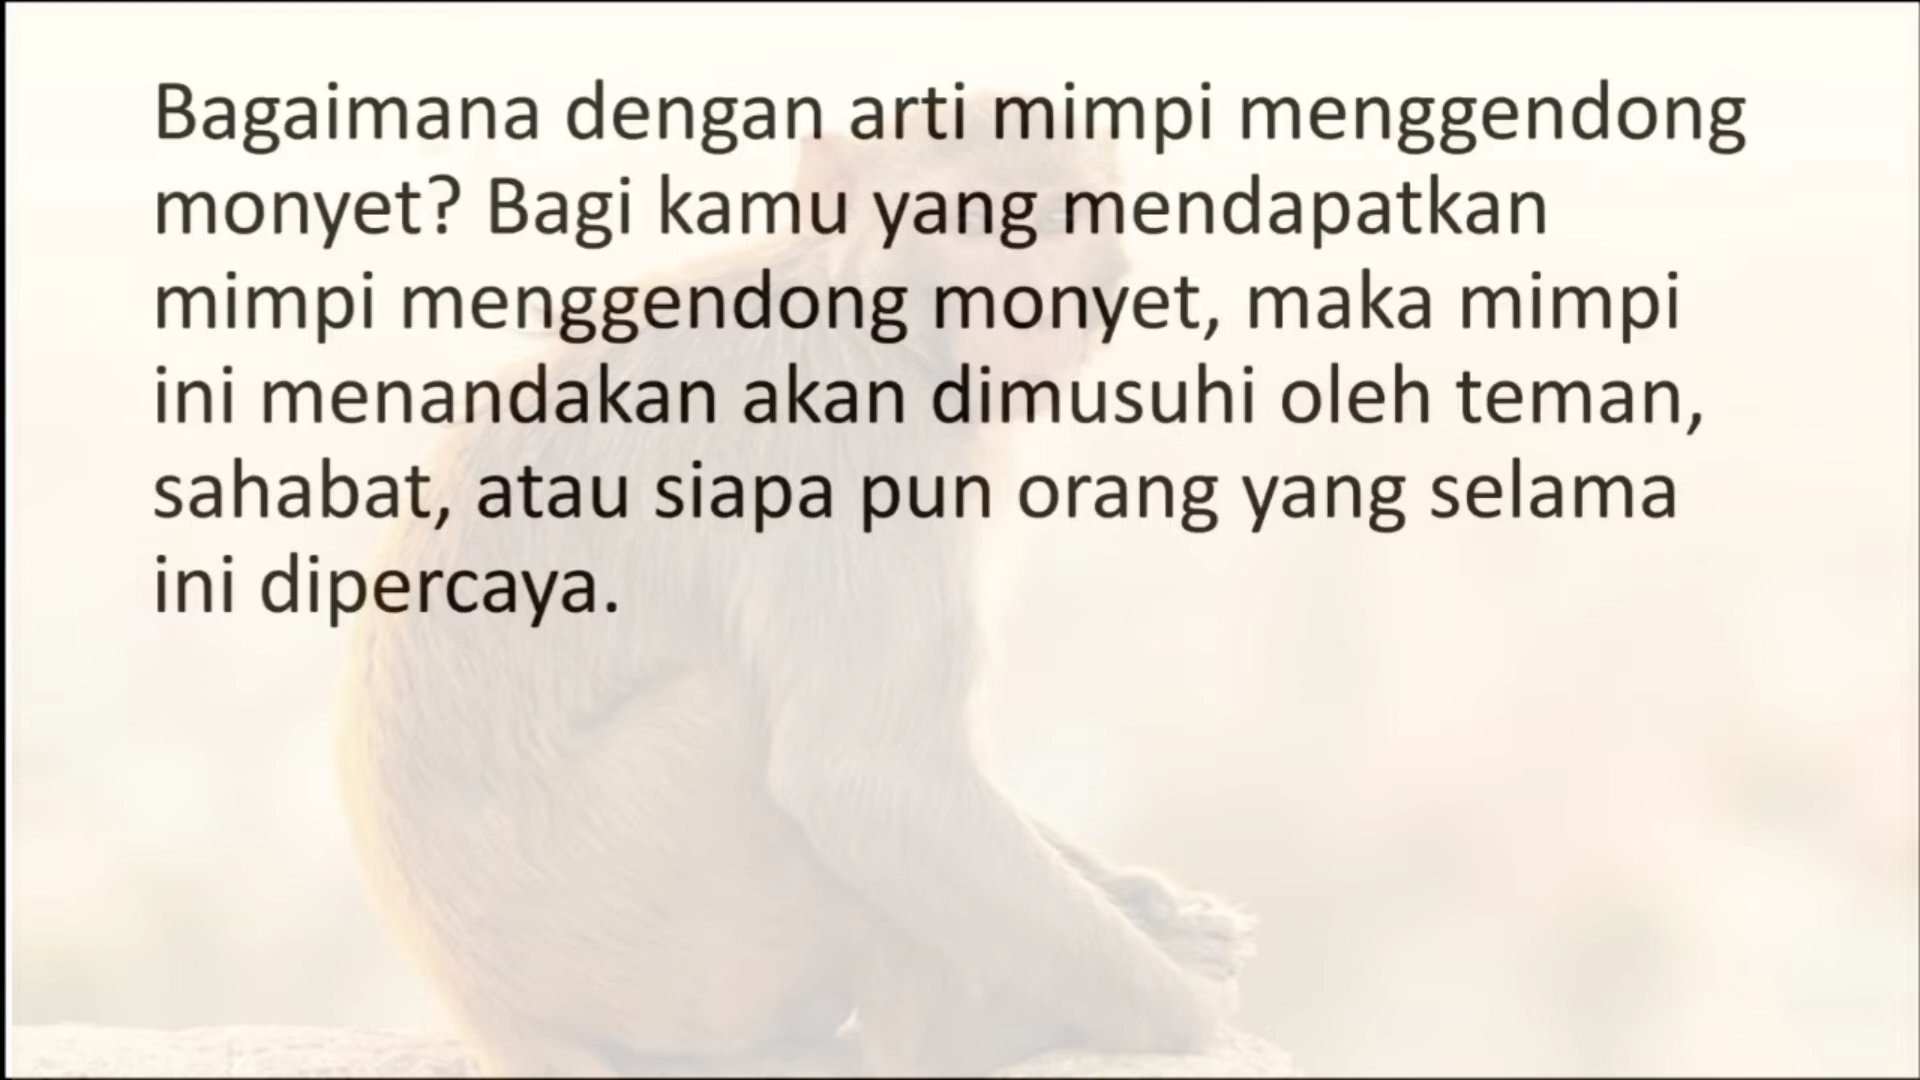 Bagaimana dengan arti mimpi menggendong
monyet? Bagi kamu yang mendapatkan
mimpi menggendong monyet, maka mimpi
ini menandakan akan dimusuhi oleh teman,
sahabat, atau siapa pun orang yang selama
ini dipercaya.